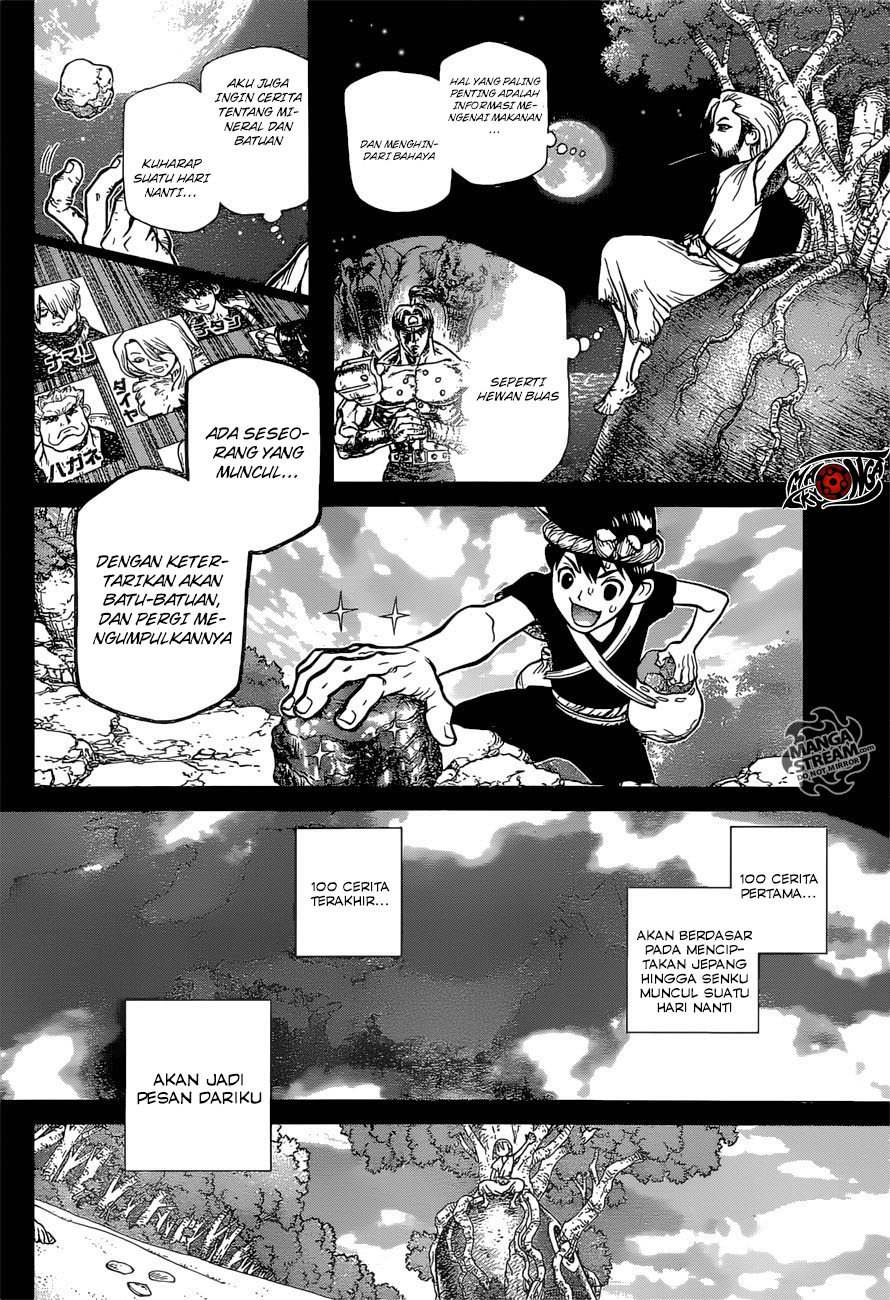 HAL YANG PALING
PENTING ADALAH
INFORMASI ME-
NGENAI MAKANAN
...
DAN MENGHIN-
DARI BAHAYA
SEPERTI
HEWAN BUAS
AKU JUGA
INGIN CERITA
TENTANG MI-
NERAL DAN
BATUAN
KUHARAP
SUATU HARI
NANTI...
チタン
ナマリ
ダイヤ
ハガネ
ADA SESEO-
RANG YANG
MUNCUL...
DENGAN KETER-
TARIKAN AKAN
BATU-BATUAN,
DAN PERGI ME-
NGUMPULKANNYA
MANGA
STREAM.com
DO NOT MIRROR
100 CERITA
PERTAMA...
AKAN BERDASAR
PADA MENCIP-
TAKAN JEPANG
HINGGA SENKU
MUNCUL SUATU
HARI NANTI
100 CERITA
TERAKHIR...
AKAN JADI
PESAN DARIKU